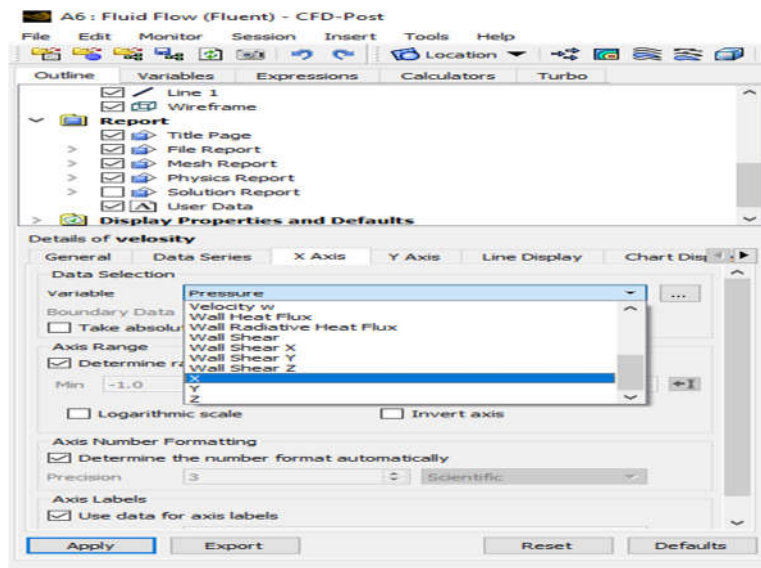 A6 : Fluid Flow (Fluent) - CFD-Post
File Edit Monitor Session Insert Tools Help
Location
Outline Variables Expressions Calculators Turbo
Line 1
Wireframe
Report
Title Page
File Report
Mesh Report
Physics Report
Solution Report
A User Data
Display Properties and Defaults
Details of velosity
General Data Series X Axis Y Axis Line Display Chart Disp
Data Selection
Variable Pressure ...
Velocity w
Boundary Data Wall Heat Flux
Take absolu Wall Radiative Heat Flux
Wall Shear
Axis Range Wall Shear X
Wall Shear Y
Determine ra Wall Shear Z
X
Min -1.0 Y
Z
Logarithmic scale Invert axis
Axis Number Formatting
Determine the number format automatically
Precision 3 Scientific
Axis Labels
Use data for axis labels
Apply Export Reset Defaults